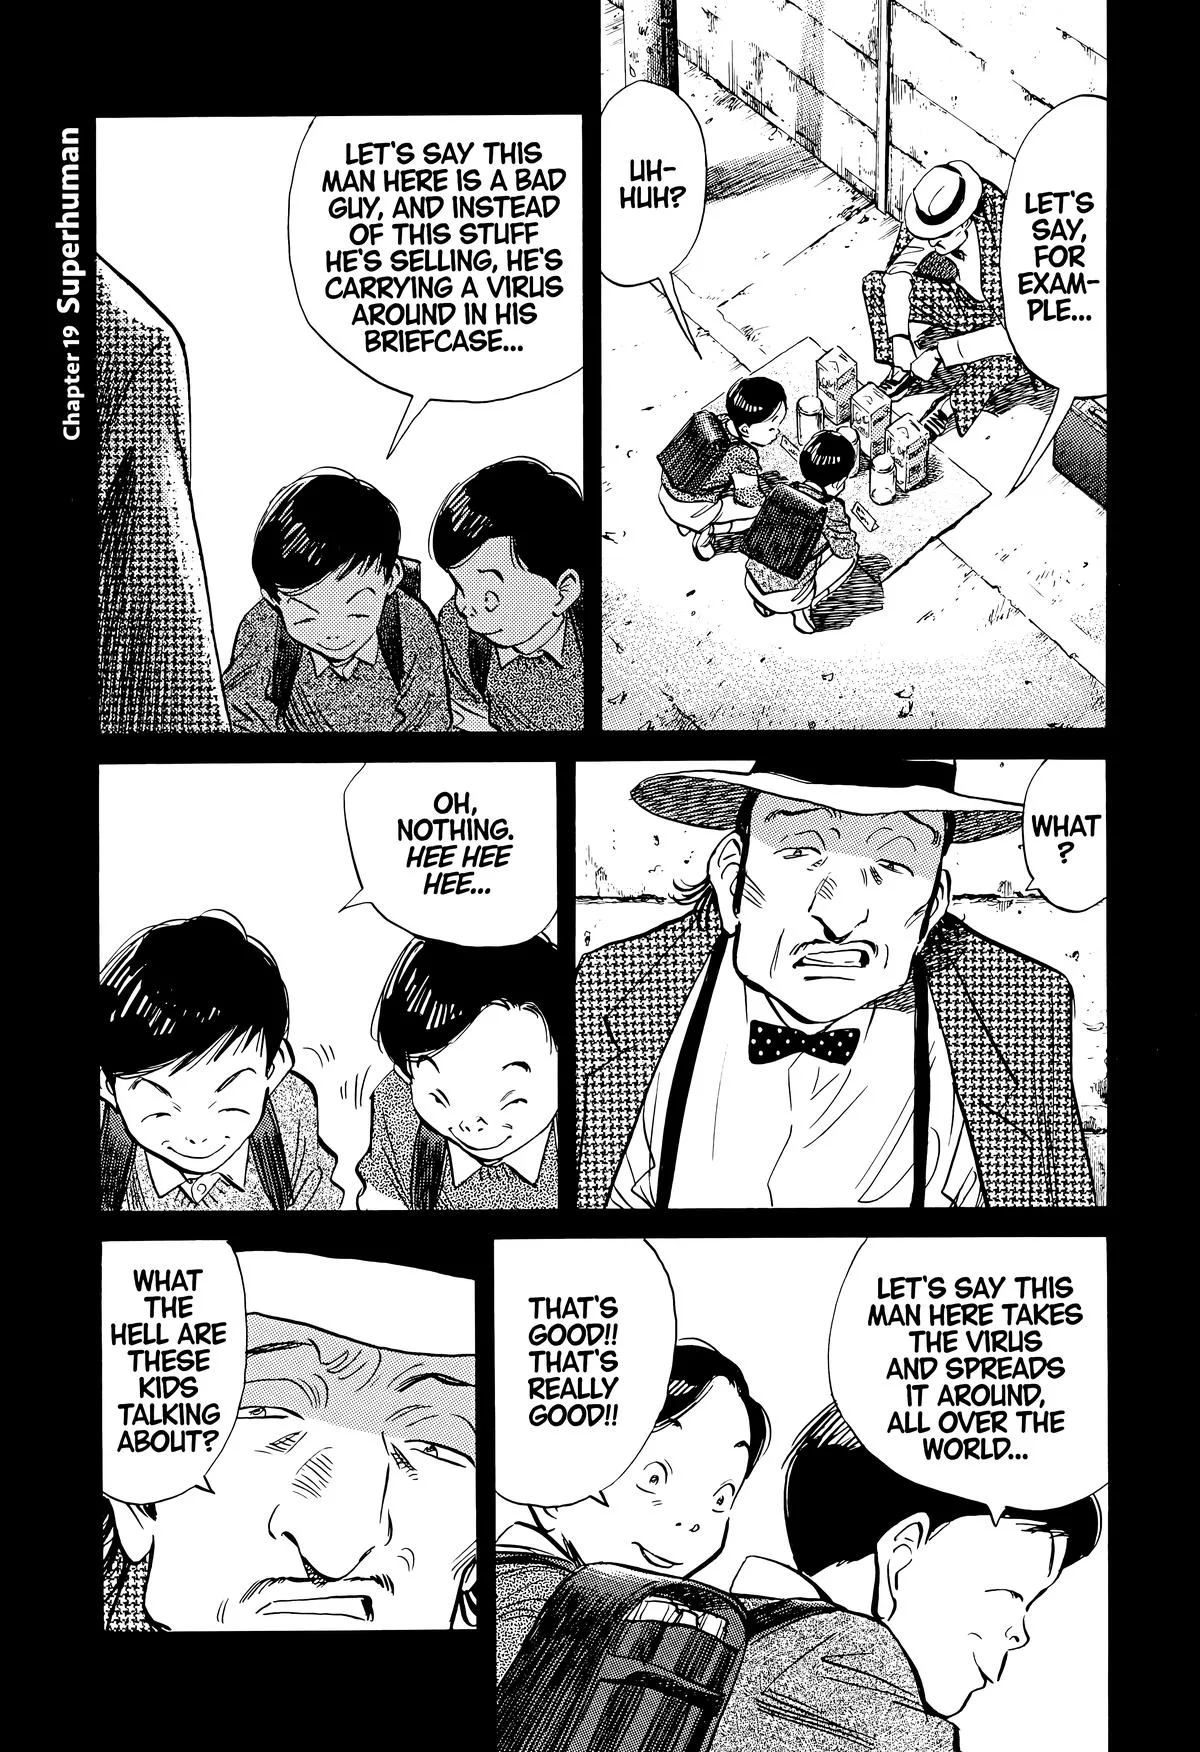 Chapter 19 Superhuman
LET'S
SAY,
FOR
EXAM-
PLE...
UH-
HUH?
LET'S SAY THIS
MAN HERE IS A BAD
GUY, AND INSTEAD
OF THIS STUFF
HE'S SELLING, HE'S
CARRYING A VIRUS
AROUND IN HIS
BRIEFCASE...
WHAT
?
OH,
NOTHING.
HEE HEE
HEE...
LET'S SAY THIS
MAN HERE TAKES
THE VIRUS
AND SPREADS
IT AROUND,
ALL OVER THE
WORLD...
THAT'S
GOOD!!
THAT'S
REALLY
GOOD!!
WHAT
THE
HELL ARE
THESE
KIDS
TALKING
ABOUT?